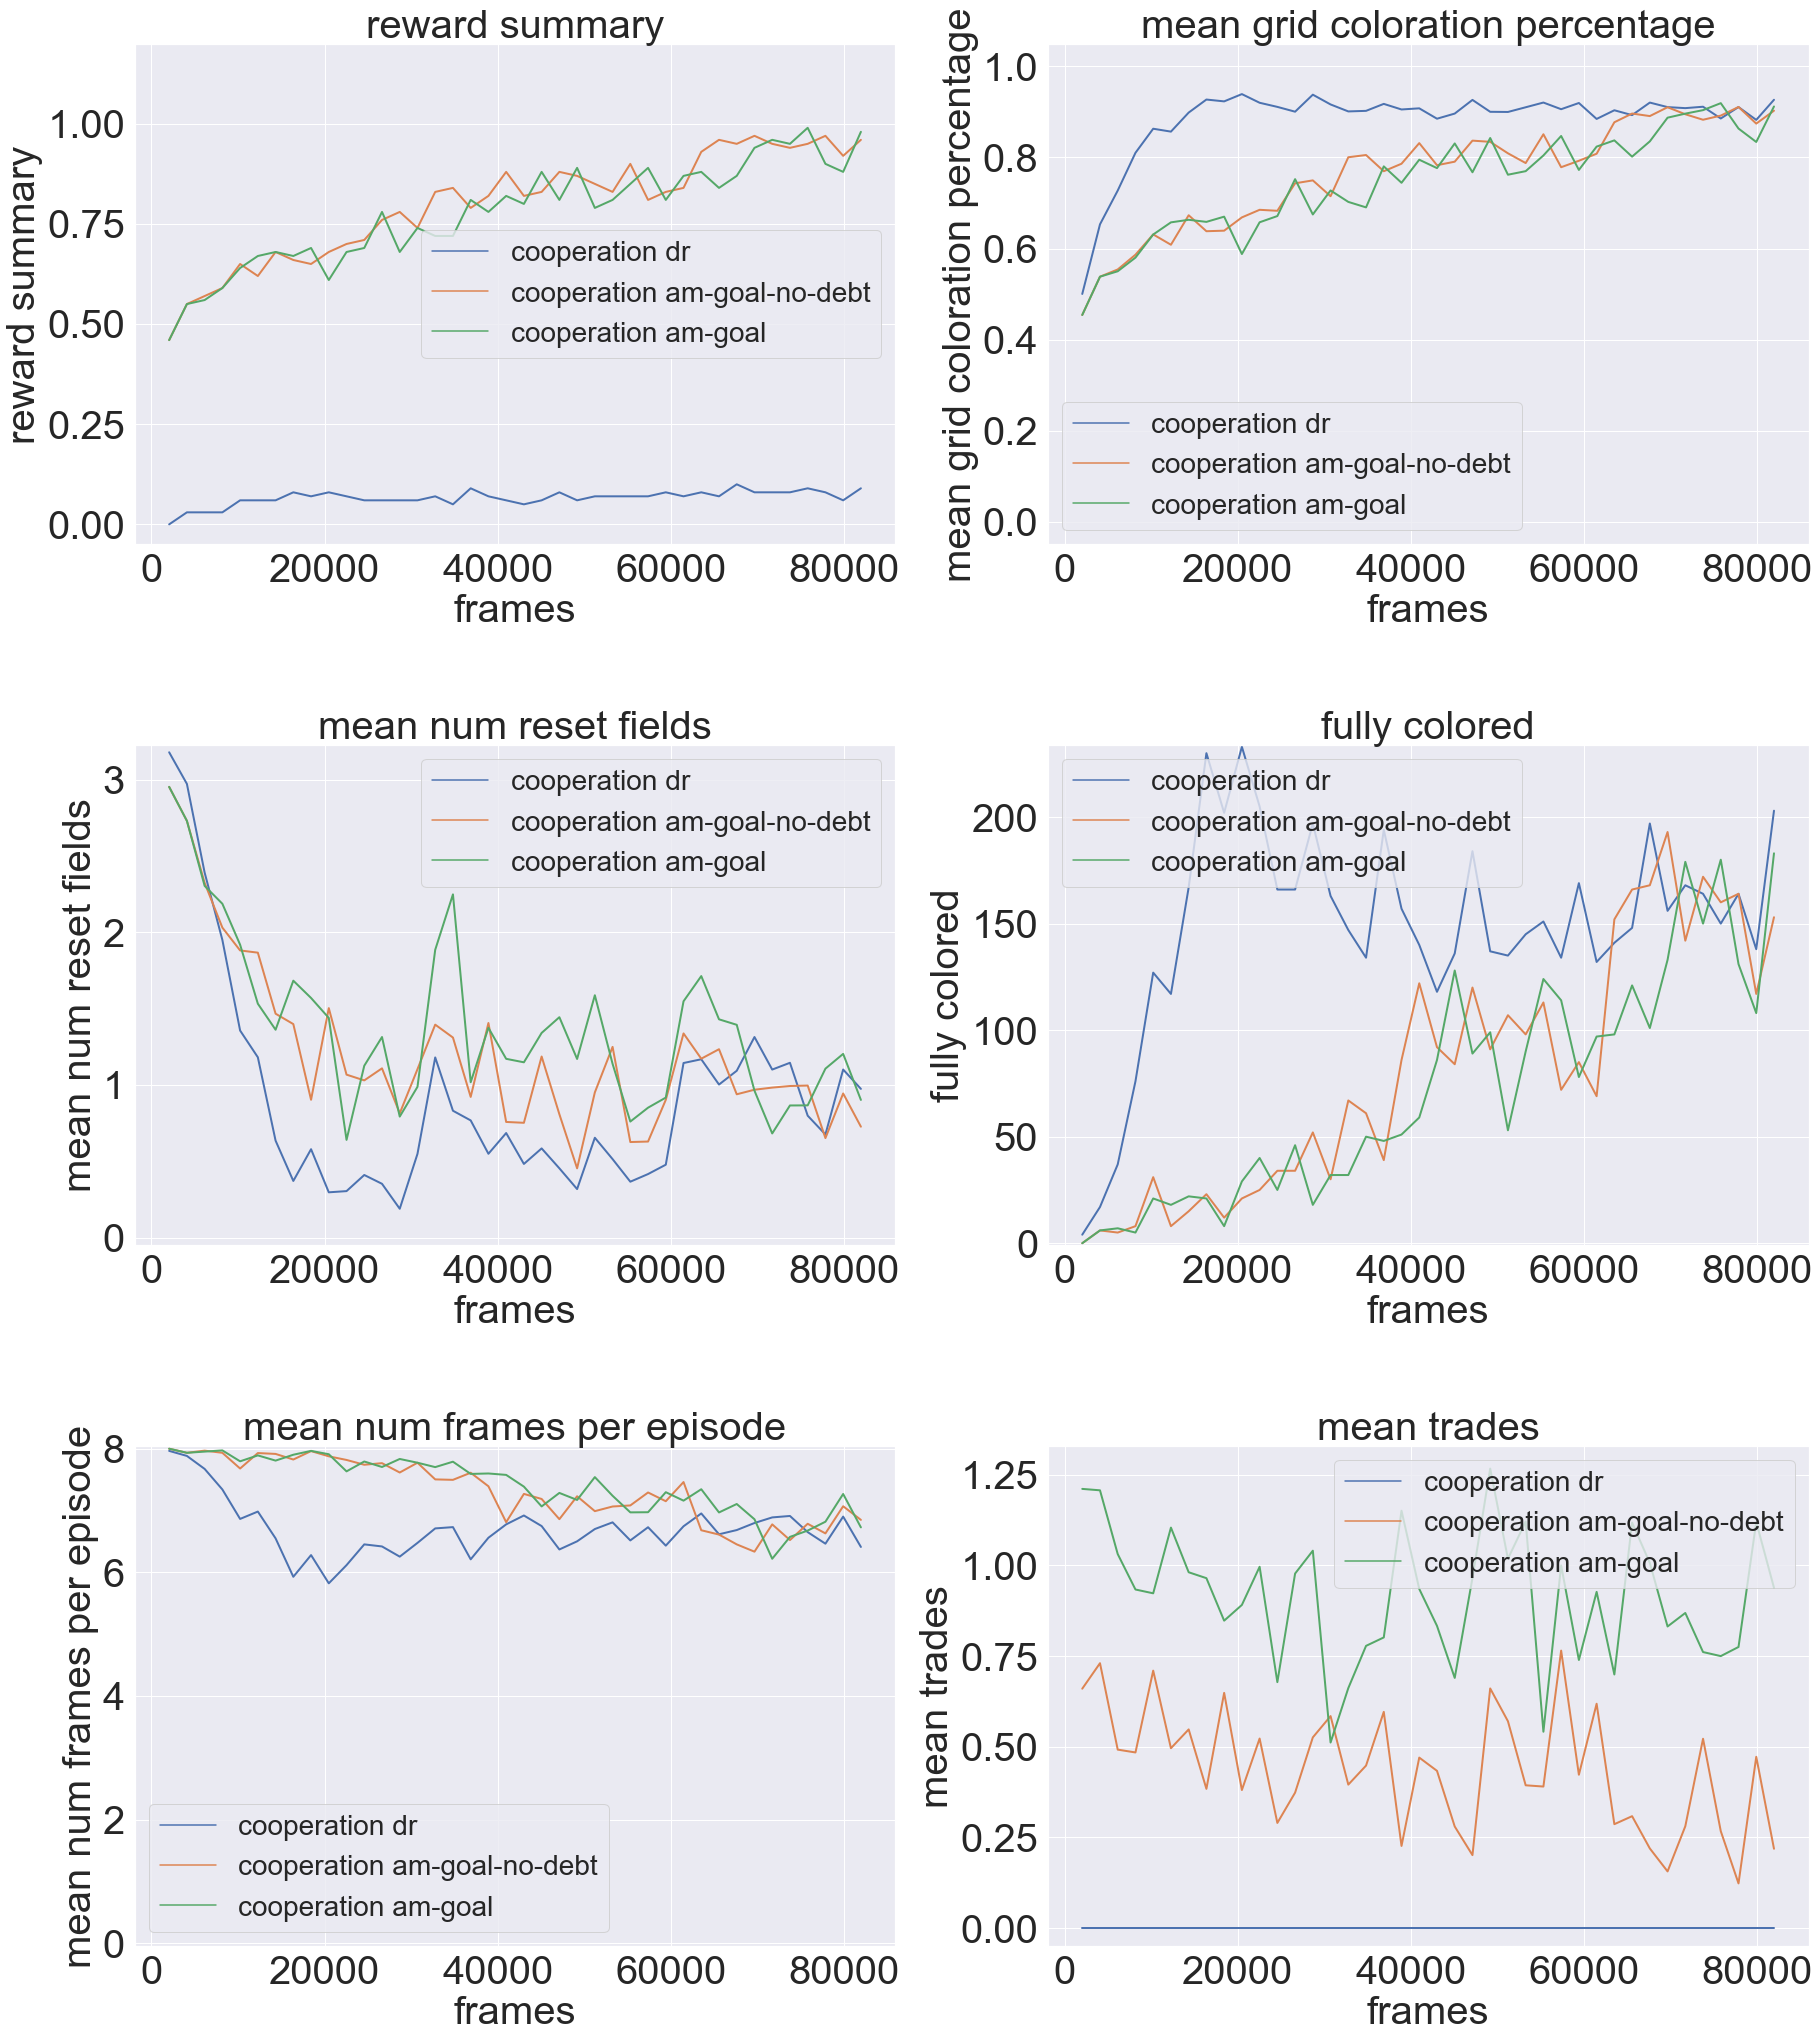 reward summary
reward summary
1.00
0.75
0.50
0.25
0.00
cooperation dr
cooperation am-goal-no-debt
cooperation am-goal
0 20000 40000 60000 80000
frames
mean grid coloration percentage
mean grid coloration percentage
1.0
0.8
0.6
0.4
0.2
0.0
cooperation dr
cooperation am-goal-no-debt
cooperation am-goal
0 20000 40000 60000 80000
frames
mean num reset fields
mean num reset fields
3
2
1
0
cooperation dr
cooperation am-goal-no-debt
cooperation am-goal
0 20000 40000 60000 80000
frames
fully colored
fully colored
200
150
100
50
0
cooperation dr
cooperation am-goal-no-debt
cooperation am-goal
0 20000 40000 60000 80000
frames
mean num frames per episode
mean num frames per episode
8
6
4
2
0
cooperation dr
cooperation am-goal-no-debt
cooperation am-goal
0 20000 40000 60000 80000
frames
mean trades
mean trades
1.25
1.00
0.75
0.50
0.25
0.00
cooperation dr
cooperation am-goal-no-debt
cooperation am-goal
0 20000 40000 60000 80000
frames